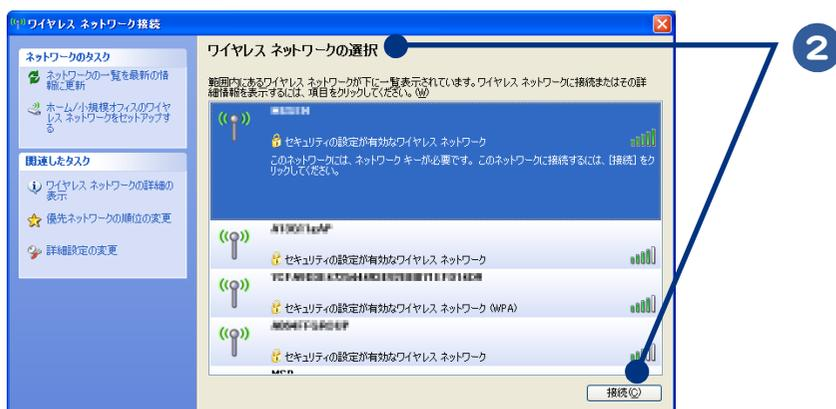 ワイヤレス ネットワーク接続
ネットワークのタスク
ネットワークの一覧を最新の情
報に更新
ホーム/小規模オフィスのワイヤ
レス ネットワークをセットアップす
る
関連したタスク
ワイヤレス ネットワークの詳細の
表示
優先ネットワークの順位の変更
詳細設定の変更
ワイヤレス ネットワークの選択
範囲内にあるワイヤレス ネットワークが下に一覧表示されています。ワイヤレス ネットワークに接続またはその詳
細情報を表示するには、項目をクリックしてください。(W)
セキュリティの設定が有効なワイヤレス ネットワーク
このネットワークには、ネットワーク キーが必要です。このネットワークに接続するには、[接続] をク
リックしてください。
セキュリティの設定が有効なワイヤレス ネットワーク
セキュリティの設定が有効なワイヤレス ネットワーク (WPA)
セキュリティの設定が有効なワイヤレス ネットワーク
接続(C)
2